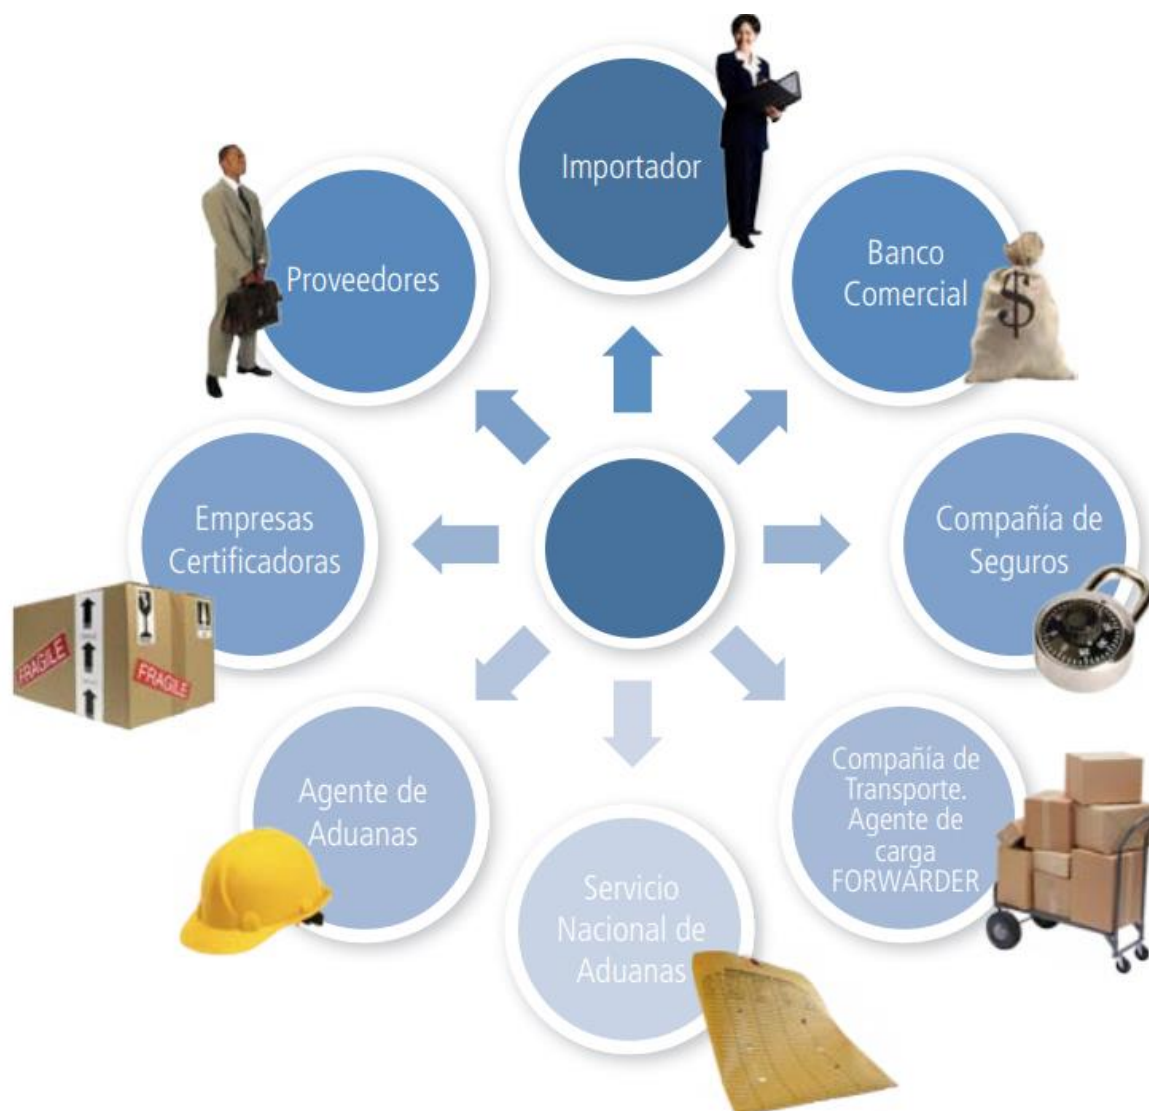 Importador
Proveedores
Banco
Comercial
Empresas
Certificadoras
Compañía de
Seguros
FRAGILE
FRAGILE
Agente de
Aduanas
Compañía de
Transporte.
Agente de
carga
FORWARDER
Servicio
Nacional de
Aduanas
$